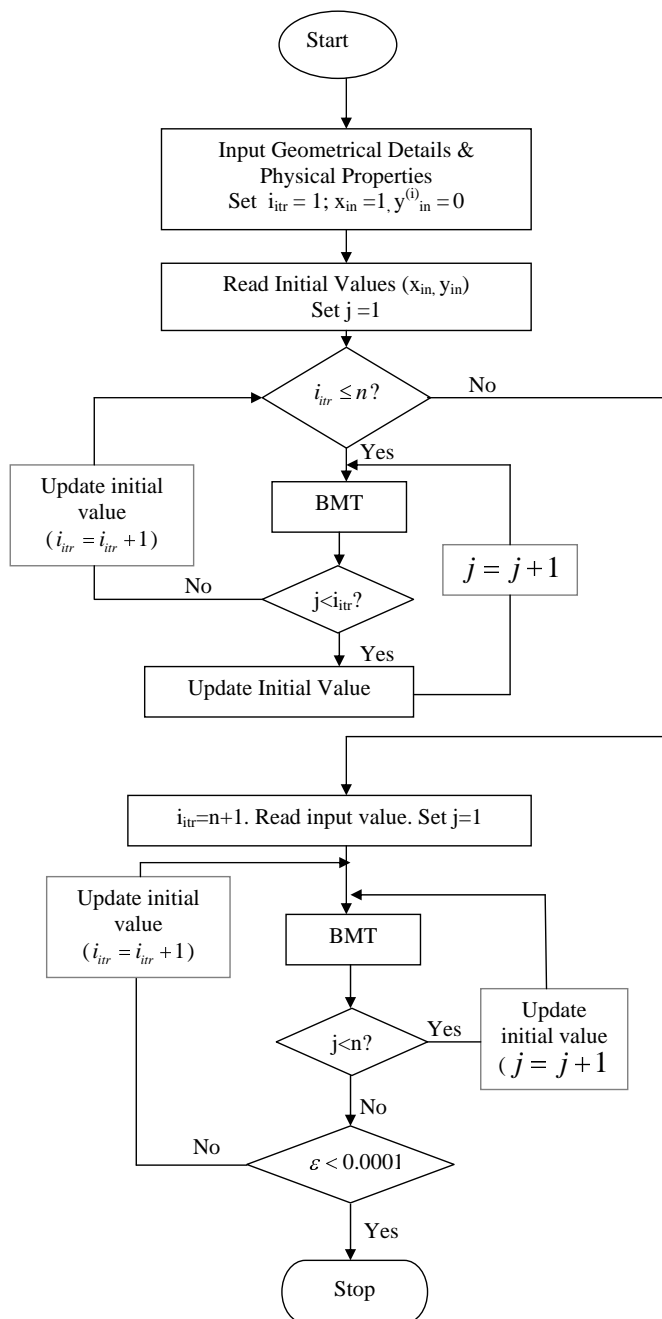 Start
Input Geometrical Details &
Physical Properties
Set i_itr = 1; x_in =1, y^(i)_in = 0
Read Initial Values (x_in, y_in)
Set j =1
i_itr ≤ n?
No
Yes
Update initial
value
(i_itr = i_itr +1)
BMT
j = j+1
No
j<i_itr?
Yes
Update Initial Value
i_itr=n+1. Read input value. Set j=1
Update initial
value
(i_itr = i_itr +1)
BMT
j<n?
Yes
Update
initial value
( j = j+1
No
No
ε < 0.0001
Yes
Stop